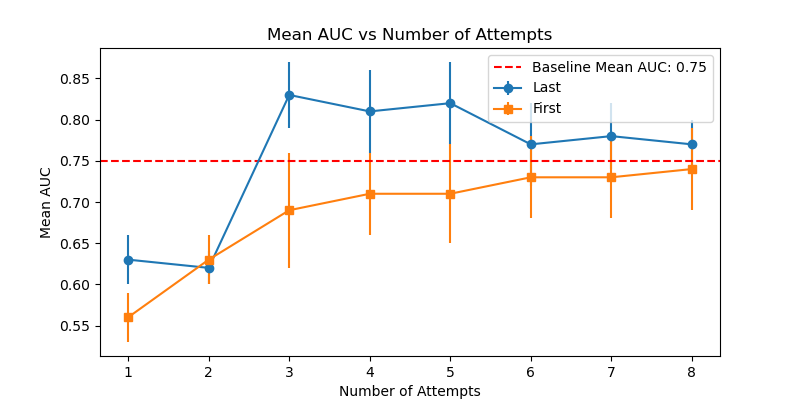 Mean AUC vs Number of Attempts
Baseline Mean AUC: 0.75
Last
First
Mean AUC
0.85
0.80
0.75
0.70
0.65
0.60
0.55
1 2 3 4 5 6 7 8
Number of Attempts